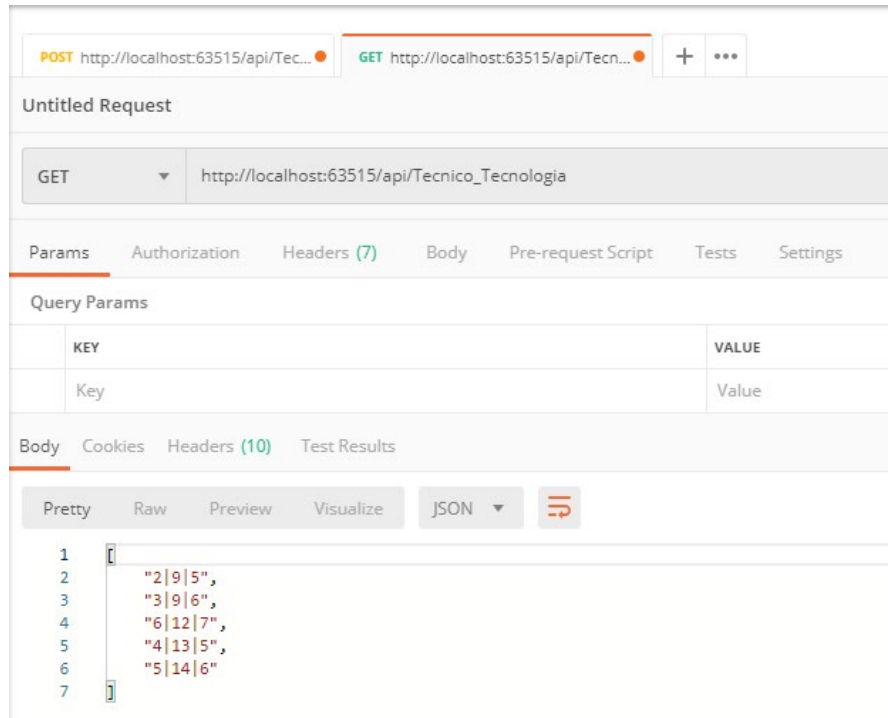 POST http://localhost:63515/api/Tec... GET http://localhost:63515/api/Tecn... + •••
Untitled Request
GET http://localhost:63515/api/Tecnico_Tecnologia
Params Authorization Headers (7) Body Pre-request Script Tests Settings
Query Params
KEY VALUE
Key Value
Body Cookies Headers (10) Test Results
Pretty Raw Preview Visualize JSON
1 [
2 "2|9|5",
3 "3|9|6",
4 "6|12|7",
5 "4|13|5",
6 "5|14|6"
7 ]